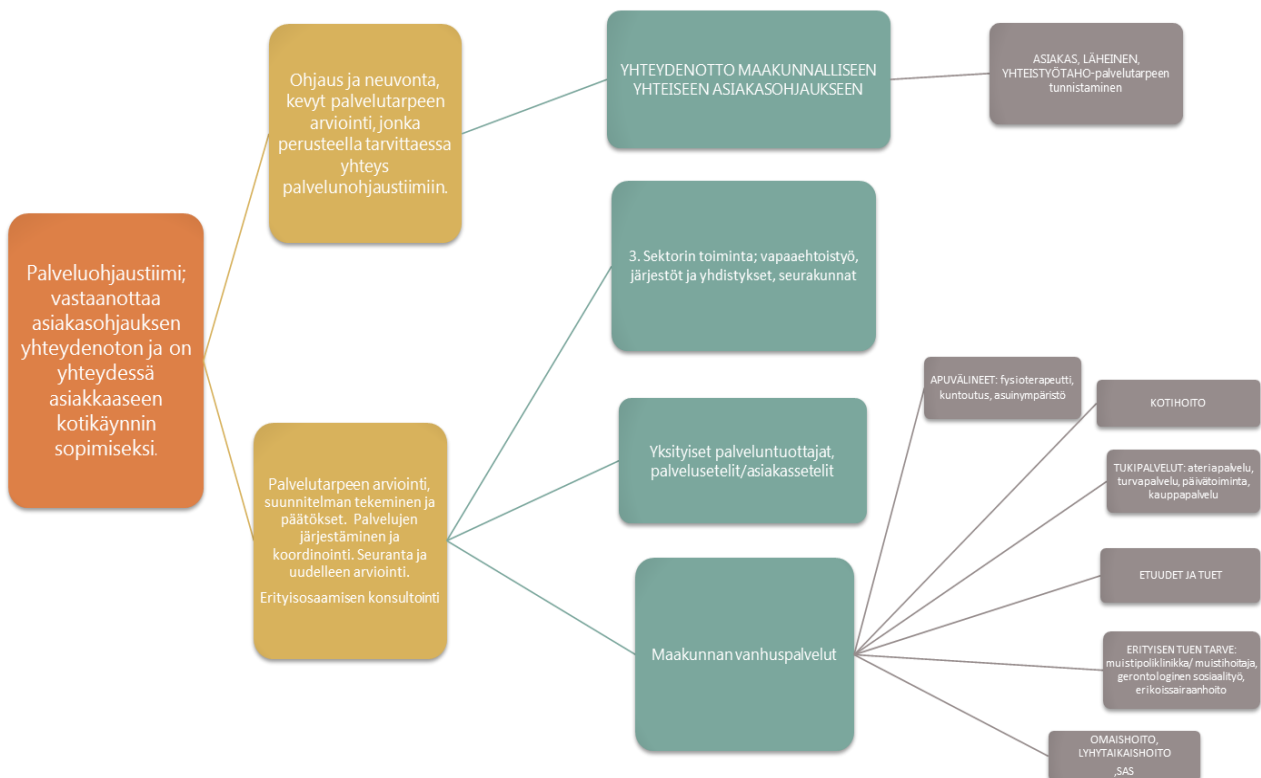 Palveluohjaustiimi;
vastaanottaa
asiakasohjauksen
yhteydenoton ja on
yhteydessä
asiakkaaseen
kotikäynnin
sopimiseksi.
Ohjaus ja neuvonta,
kevyt palvelutarpeen
arviointi, jonka
perusteella tarvittaessa
yhteys
palvelunohjaustiimiin.
YHTEYDENOTTO MAAKUNNALLISEEN
YHTEISEEN ASIAKASOHJAUKSEEN
ASIAKAS, LÄHEINEN,
YHTEISTYÖTAHO-palvelutarpeen
tunnistaminen
Palvelutarpeen arviointi,
suunnitelman tekeminen ja
päätökset. Palvelujen
järjestäminen ja
koordinointi. Seuranta ja
uudelleen arviointi.
Erityisosaamisen konsultointi
3. Sektorin toiminta; vapaaehtoistyö,
järjestöt ja yhdistykset, seurakunnat
Yksityiset palveluntuottajat,
palvelusetelit/asiakassetelit
Maakunnan vanhuspalvelut
APUVÄLINEET: fysioterapeutti,
kuntoutus, asuinympäristö
KOTIHOITO
TUKIPALVELUT: ateriapalvelu,
turvapalvelu, päivätoiminta,
kauppapalvelu
ETUUDET JA TUET
ERITYISEN TUEN TARVE:
muistipoliklinikka/ muistihoitaja,
gerontologinen sosiaalityö,
erikoissairaanhoito
OMAISHOITO,
LYHYTAIKAISHOITO
,SAS